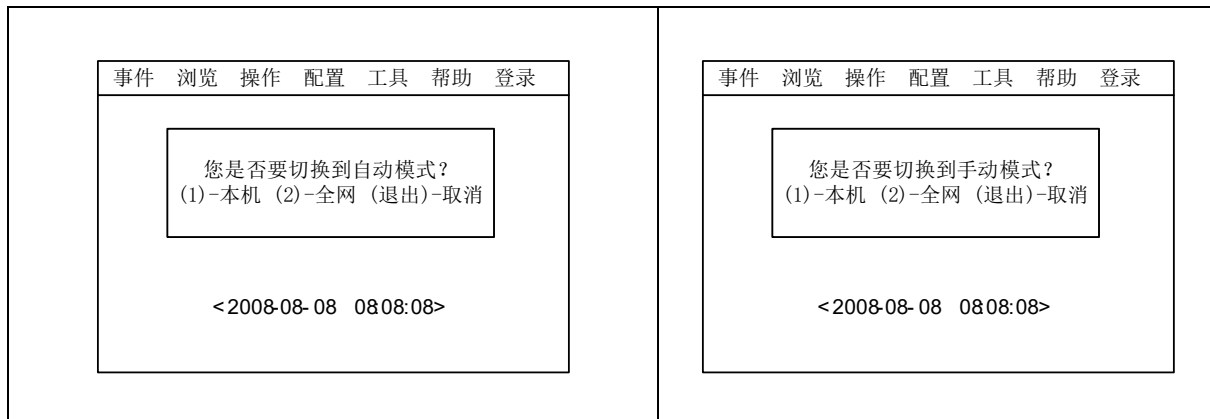 事件 浏览 操作 配置 工具 帮助 登录
您是否要切换到自动模式?
(1)-本机 (2)-全网 (退出)-取消
<2008-08-08 08:08:08>
事件 浏览 操作 配置 工具 帮助 登录
您是否要切换到手动模式?
(1)-本机 (2)-全网 (退出)-取消
<2008-08-08 08:08:08>